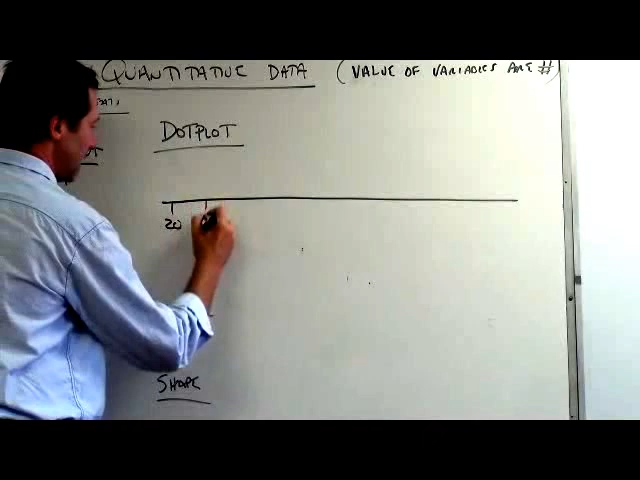 QUANTITATIVE DATA (VALUE OF VARIABLES ARE #)
DOTPLOT
20
SHAPE